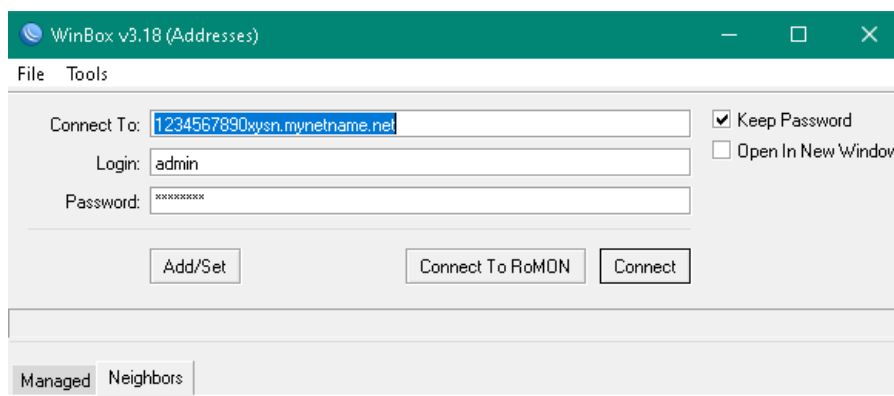 WinBox v3.18 (Addresses)
File Tools
Connect To: 1234567890xysn.mynetname.net
Keep Password
Login: admin
Open In New Window
Password: ********
Add/Set Connect To RoMON Connect
Managed Neighbors